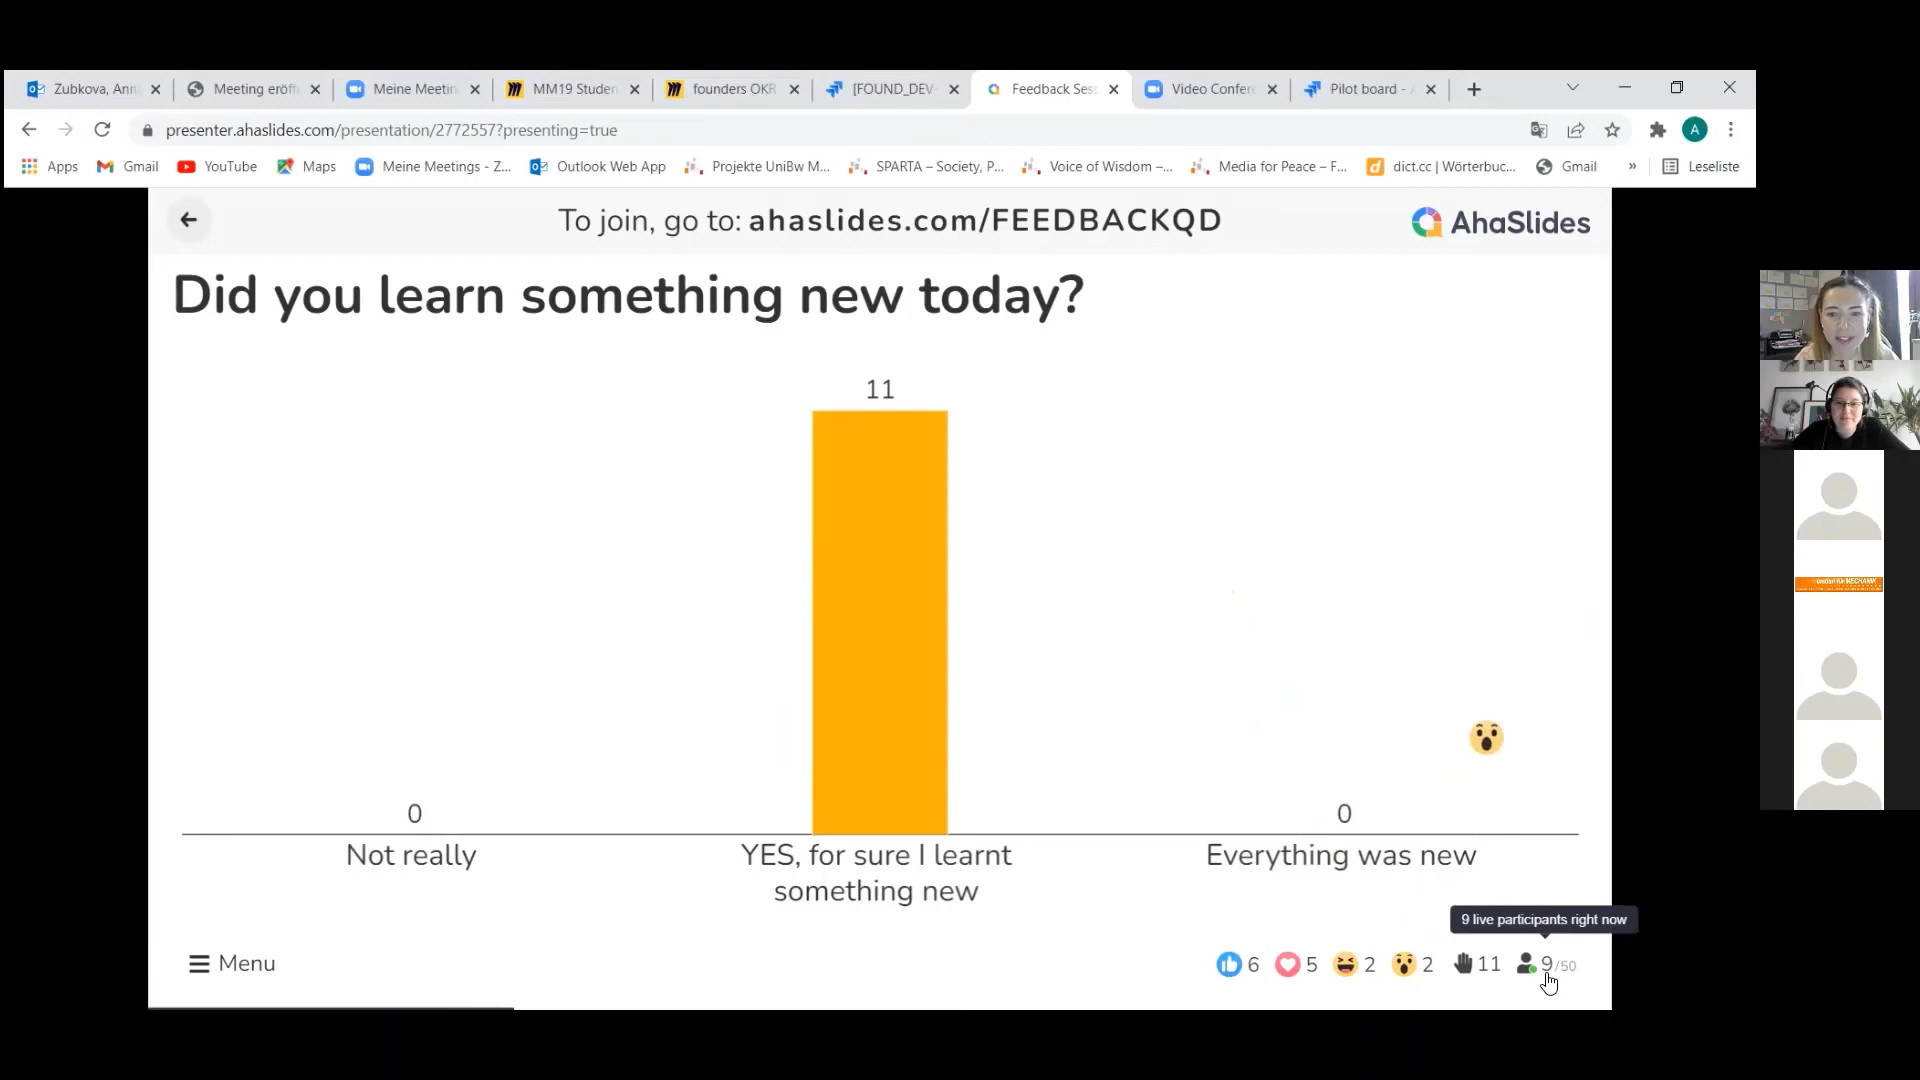 Zubkova, Ann
Meeting eröff
Meine Meetin
MM19 Studen
founders OKR
[FOUND_DEV-
Feedback Ses
Video Confer
Pilot board -
presenter.ahaslides.com/presentation/2772557?presenting=true
A
Apps
Gmail
YouTube
Maps
Meine Meetings - Z...
Outlook Web App
Projekte UniBw M...
SPARTA – Society, P...
Voice of Wisdom –...
Media for Peace – F...
dict.cc | Wörterbuc...
Gmail
»
Leseliste
To join, go to: ahaslides.com/FEEDBACKQD
AhaSlides
Did you learn something new today?
11
0
0
Not really
YES, for sure I learnt
something new
Everything was new
9 live participants right now
Menu
6
5
2
2
11
9/50